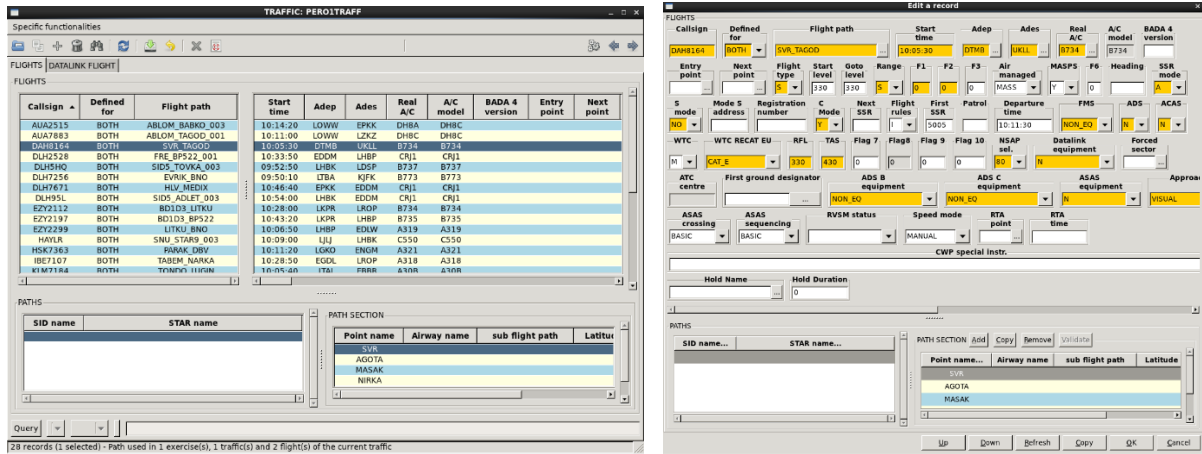 TRAFFIC: PERO1TRAFF
Specific functionalities
FLIGHTS DATALINK FLIGHT
FLIGHTS
Callsign Defined for Flight path Start time Adep Ades Real A/C A/C model BADA 4 version Entry point Next point
AUA2515 BOTH ABLOM_BABKO_003 10:14:20 LOWW EPKK DH8A DH8C
AUA7883 BOTH ABLOM_TAGOD_001 10:11:00 LOWW LZKZ DH8C DH8C
DAH8164 BOTH SVR_TAGOD 10:05:30 DTMB UKLL B734 B734
DLH2528 BOTH FRE_BP522_001 10:33:50 EDDM LHBP CRJ1 CRJ1
DLH5HQ BOTH SID5_TOVKA_003 09:52:50 LHBK LDSP B737 B737
DLH7256 BOTH EVRIK_BNO 09:50:10 LTBA KJFK B773 B773
DLH7671 BOTH HLV_MEDIX 10:46:40 EPKK EDDM CRJ1 CRJ1
DLH95L BOTH SID5_ADLET_003 10:54:00 LHBK EDDM CRJ1 CRJ1
EZY2112 BOTH BD1D3_LITKU 10:28:00 LKPR LROP B734 B734
EZY2197 BOTH BD1D3_BP522 10:43:20 LKPR LHBP B735 B735
EZY2299 BOTH LITKU_BNO 10:06:50 LHBP EDLW A319 A319
HAYLR BOTH SNU_STAR9_003 10:09:00 LJLJ LHBK C550 C550
HSK7363 BOTH PARAK_DBV 10:11:20 LGKO ENGM A321 A321
IBE7107 BOTH TABEM_NARKA 10:28:50 EGDL LROP A318 A318
KLM7184 BOTH TONDO_LUGIN 10:05:40 LTAI EBBR A30B A30B
PATHS
SID name STAR name
PATH SECTION
Point name Airway name sub flight path Latitud
SVR
AGOTA
MASAK
NIRKA
Query
28 records (1 selected) - Path used in 1 exercise(s), 1 traffic(s) and 2 flight(s) of the current traffic
Edit a record
FLIGHTS
Callsign Defined for Flight path Start time Adep Ades Real A/C A/C model BADA 4 version
DAH8164 BOTH SVR_TAGOD ... 10:05:30 DTMB ... UKLL ... B734 ... B734
Entry point Next point Flight type Start level Goto level Range F1 F2 F3 Air managed MASPS F6 Heading SSR mode
... ... S 330 330 S 0 0 0 MASS Y 0 A
S mode Mode S address Registration number C Mode Next SSR Flight rules First SSR Patrol Departure time FMS ADS ACAS
NO Y I 5005 10:11:30 NON_EQ N N
WTC WTC RECAT EU RFL TAS Flag 7 Flag8 Flag 9 Flag 10 NSAP sel. Datalink equipment Forced sector
M CAT_E 330 430 0 0 0 0 80 N ...
ATC centre First ground designator ADS B equipment ADS C equipment ASAS equipment Approac
... NON_EQ NON_EQ N VISUAL
ASAS crossing ASAS sequencing RVSM status Speed mode RTA point RTA time
BASIC BASIC MANUAL ...
CWP special instr.
Hold Name Hold Duration
... 0
PATHS
SID name... STAR name...
PATH SECTION Add Copy Remove Validate
Point name... Airway name sub flight path Latitude
SVR
AGOTA
MASAK
Up Down Refresh Copy OK Cancel